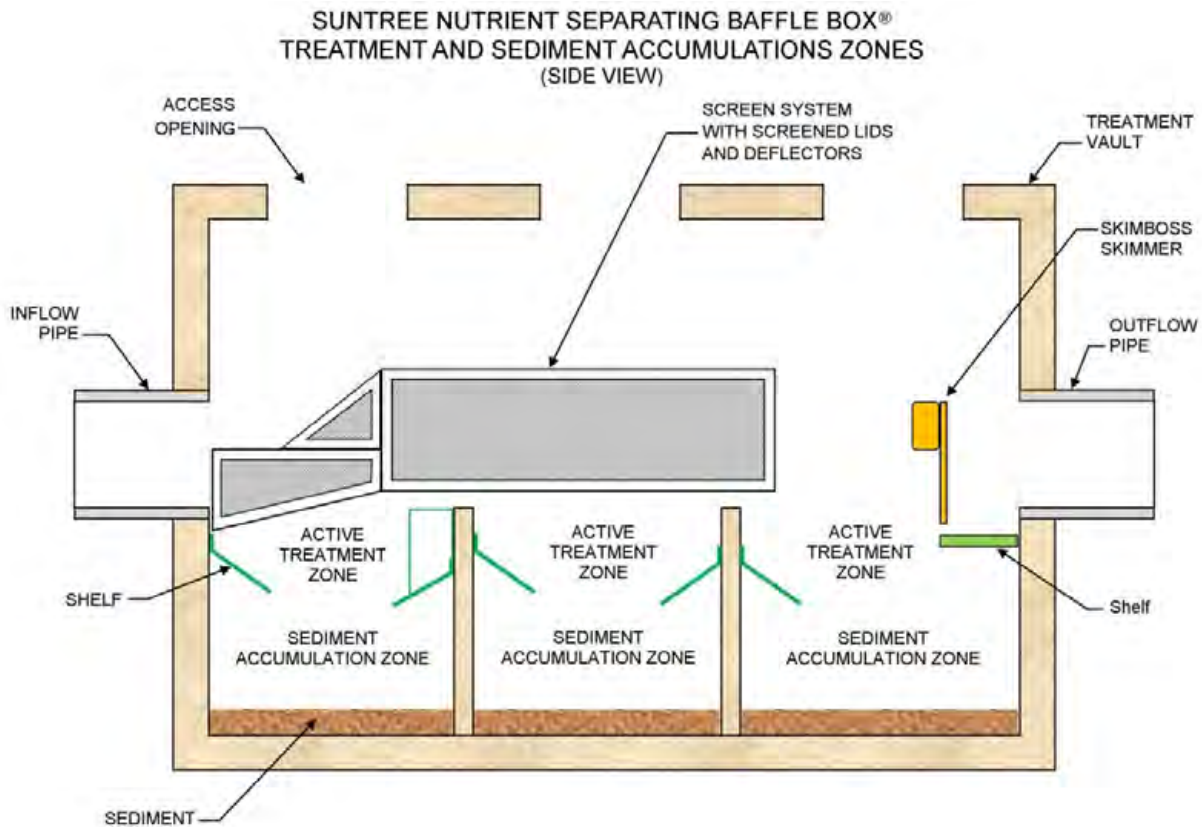 SUNTREE NUTRIENT SEPARATING BAFFLE BOX®
TREATMENT AND SEDIMENT ACCUMULATIONS ZONES
(SIDE VIEW)
ACCESS
OPENING
SCREEN SYSTEM
WITH SCREENED LIDS
AND DEFLECTORS
TREATMENT
VAULT
SKIMBOSS
SKIMMER
INFLOW
PIPE
OUTFLOW
PIPE
ACTIVE
TREATMENT
ZONE
ACTIVE
TREATMENT
ZONE
ACTIVE
TREATMENT
ZONE
SHELF
Shelf
SEDIMENT
ACCUMULATION ZONE
SEDIMENT
ACCUMULATION ZONE
SEDIMENT
ACCUMULATION ZONE
SEDIMENT